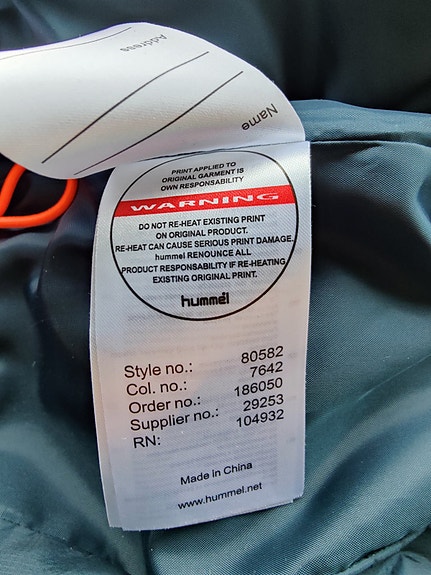 Address
Name
PRINT APPLIED TO
ORIGINAL GARMENT IS
OWN RESPONSABILITY
WARNING
DO NOT RE-HEAT EXISTING PRINT
ON ORIGINAL PRODUCT.
RE-HEAT CAN CAUSE SERIOUS PRINT DAMAGE.
hummel RENOUNCE ALL
PRODUCT RESPONSABILITY IF RE-HEATING
EXISTING ORIGINAL PRINT.
hummel
Style no.: 80582
Col. no.: 7642
Order no.: 186050
Supplier no.: 29253
RN: 104932
Made in China
www.hummel.net